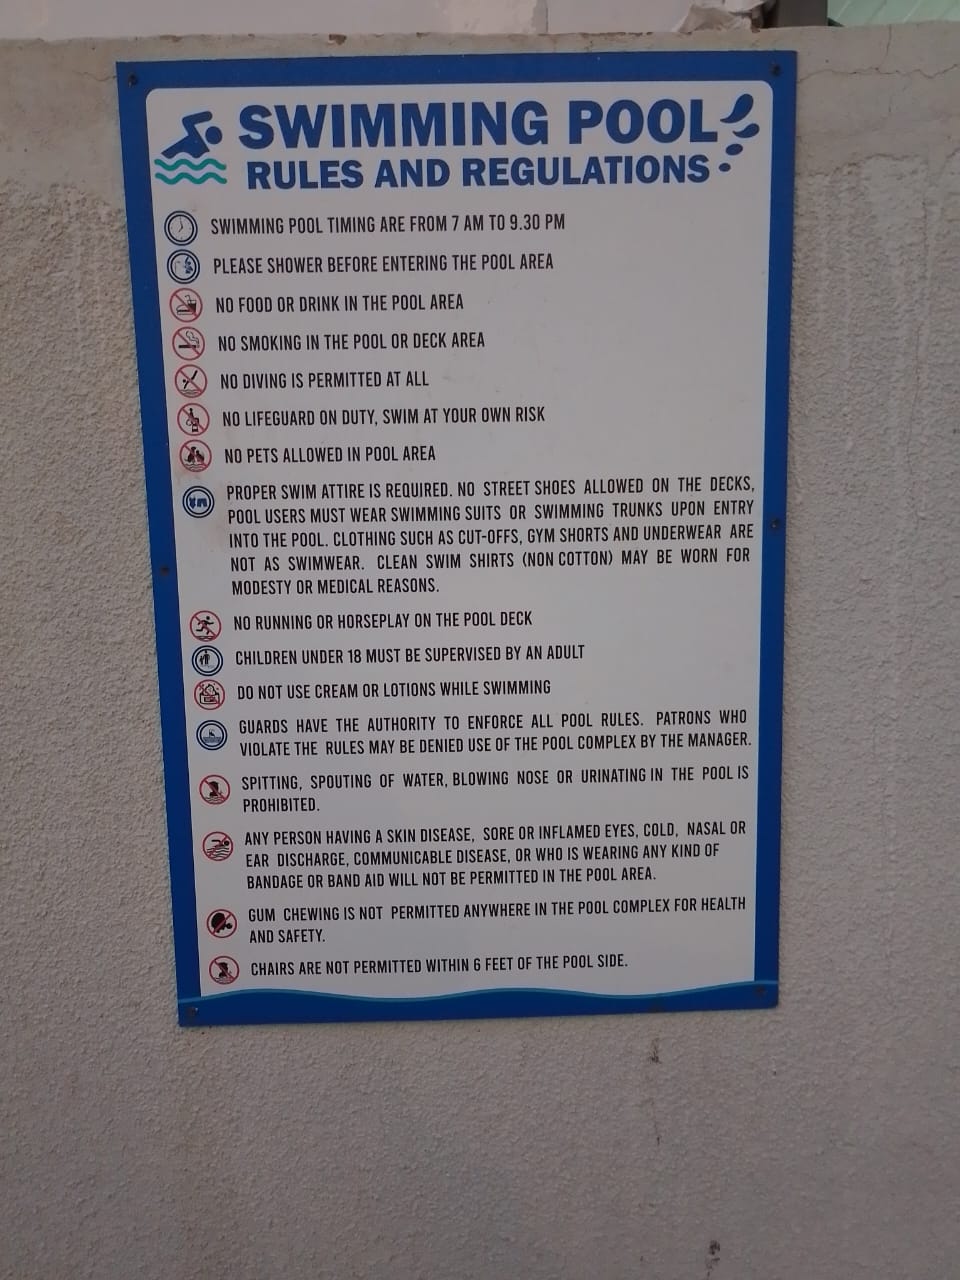 SWIMMING POOL
RULES AND REGULATIONS
SWIMMING POOL TIMING ARE FROM 7 AM TO 9.30 PM
PLEASE SHOWER BEFORE ENTERING THE POOL AREA
NO FOOD OR DRINK IN THE POOL AREA
NO SMOKING IN THE POOL OR DECK AREA
NO DIVING IS PERMITTED AT ALL
NO LIFEGUARD ON DUTY, SWIM AT YOUR OWN RISK
NO PETS ALLOWED IN POOL AREA
PROPER SWIM ATTIRE IS REQUIRED. NO STREET SHOES ALLOWED ON THE DECKS,
POOL USERS MUST WEAR SWIMMING SUITS OR SWIMMING TRUNKS UPON ENTRY
INTO THE POOL. CLOTHING SUCH AS CUT-OFFS, GYM SHORTS AND UNDERWEAR ARE
NOT AS SWIMWEAR. CLEAN SWIM SHIRTS (NON COTTON) MAY BE WORN FOR
MODESTY OR MEDICAL REASONS.
NO RUNNING OR HORSEPLAY ON THE POOL DECK
CHILDREN UNDER 18 MUST BE SUPERVISED BY AN ADULT
DO NOT USE CREAM OR LOTIONS WHILE SWIMMING
GUARDS HAVE THE AUTHORITY TO ENFORCE ALL POOL RULES. PATRONS WHO
VIOLATE THE RULES MAY BE DENIED USE OF THE POOL COMPLEX BY THE MANAGER.
SPITTING, SPOUTING OF WATER, BLOWING NOSE OR URINATING IN THE POOL IS
PROHIBITED.
ANY PERSON HAVING A SKIN DISEASE, SORE OR INFLAMED EYES, COLD, NASAL OR
EAR DISCHARGE, COMMUNICABLE DISEASE, OR WHO IS WEARING ANY KIND OF
BANDAGE OR BAND AID WILL NOT BE PERMITTED IN THE POOL AREA.
GUM CHEWING IS NOT PERMITTED ANYWHERE IN THE POOL COMPLEX FOR HEALTH
AND SAFETY.
CHAIRS ARE NOT PERMITTED WITHIN 6 FEET OF THE POOL SIDE.